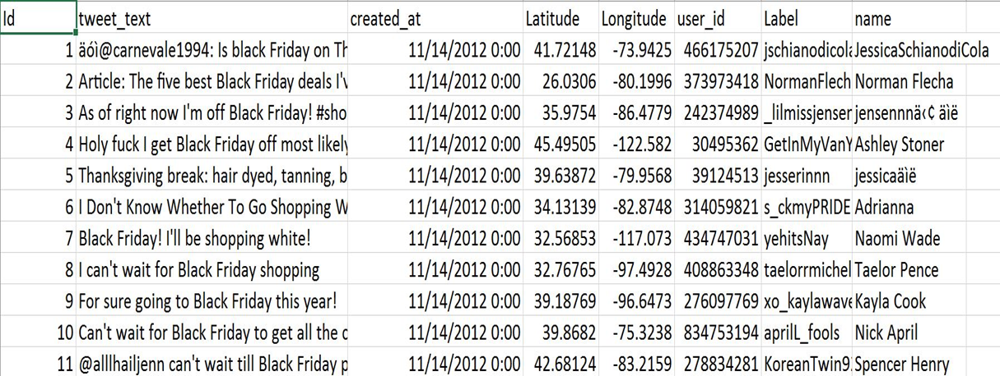 Id tweet_text created_at Latitude Longitude user_id Label name
1 äóì@carnevale1994: Is black Friday on Th 11/14/2012 0:00 41.72148 -73.9425 466175207 jschianodicola JessicaSchianodiCola
2 Article: The five best Black Friday deals I'v 11/14/2012 0:00 26.0306 -80.1996 373973418 NormanFlech Norman Flecha
3 As of right now I'm off Black Friday! #sho 11/14/2012 0:00 35.9754 -86.4779 242374989 _lilmissjensen jensennnä‹¢ äìë
4 Holy fuck I get Black Friday off most likely 11/14/2012 0:00 45.49505 -122.582 30495362 GetInMyVanY Ashley Stoner
5 Thanksgiving break: hair dyed, tanning, b 11/14/2012 0:00 39.63872 -79.9568 39124513 jesserinnn jessicaäìë
6 I Don't Know Whether To Go Shopping W 11/14/2012 0:00 34.13139 -82.8748 314059821 s_ckmyPRIDE Adrianna
7 Black Friday! I'll be shopping white! 11/14/2012 0:00 32.56853 -117.073 434747031 yehitsNay Naomi Wade
8 I can't wait for Black Friday shopping 11/14/2012 0:00 32.76765 -97.4928 408863348 taelorrmichel Taelor Pence
9 For sure going to Black Friday this year! 11/14/2012 0:00 39.18769 -96.6473 276097769 xo_kaylawave Kayla Cook
10 Can't wait for Black Friday to get all the d 11/14/2012 0:00 39.8682 -75.3238 834753194 aprilL_fools Nick April
11 @alllhailjenn can't wait till Black Friday p 11/14/2012 0:00 42.68124 -83.2159 278834281 KoreanTwin9 Spencer Henry